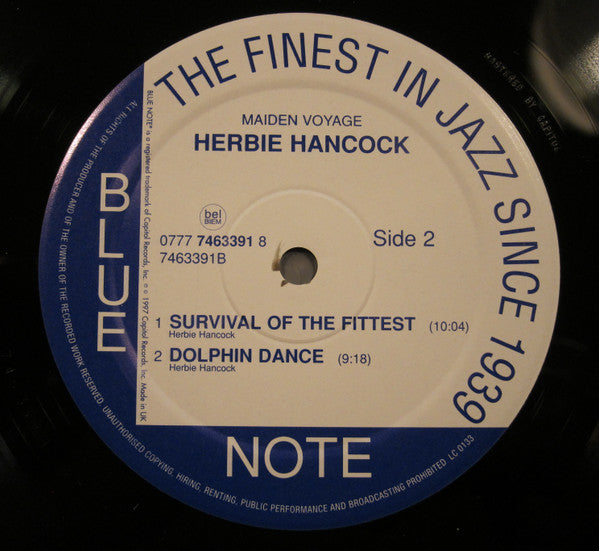 THE FINEST IN JAZZ SINCE 1939
MASTERED BY CAPITOL
MAIDEN VOYAGE
HERBIE HANCOCK
bel
BIEM
0777 7463391 8
Side 2
7463391B
1 SURVIVAL OF THE FITTEST (10:04)
Herbie Hancock
2 DOLPHIN DANCE (9:18)
Herbie Hancock
BLUE
NOTE
BLUE NOTE® is a registered trademark of Capitol Records, Inc. ℗ © 1997 Capitol Records, Inc. Made in UK
ALL RIGHTS OF THE PRODUCER AND OF THE OWNER OF THE RECORDED WORK RESERVED. UNAUTHORISED COPYING, HIRING, RENTING, PUBLIC PERFORMANCE AND BROADCASTING PROHIBITED LC 0133